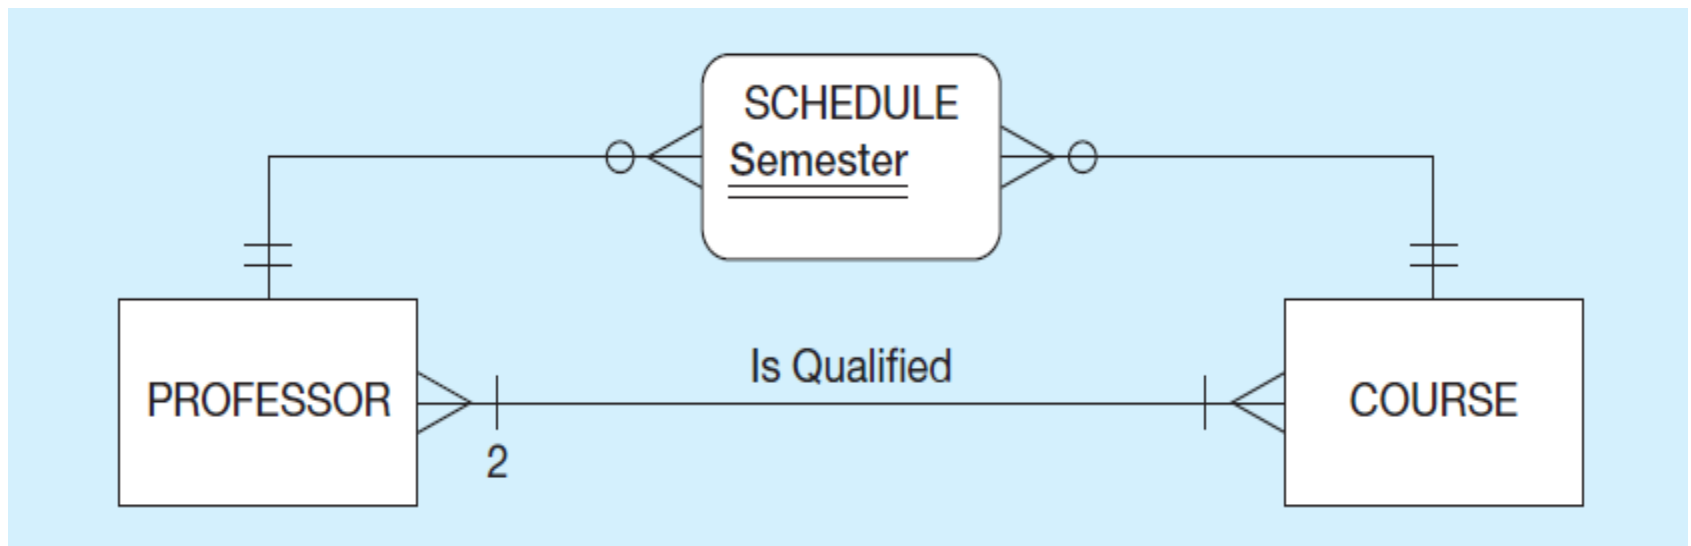 SCHEDULE
Semester
Is Qualified
PROFESSOR
COURSE
2